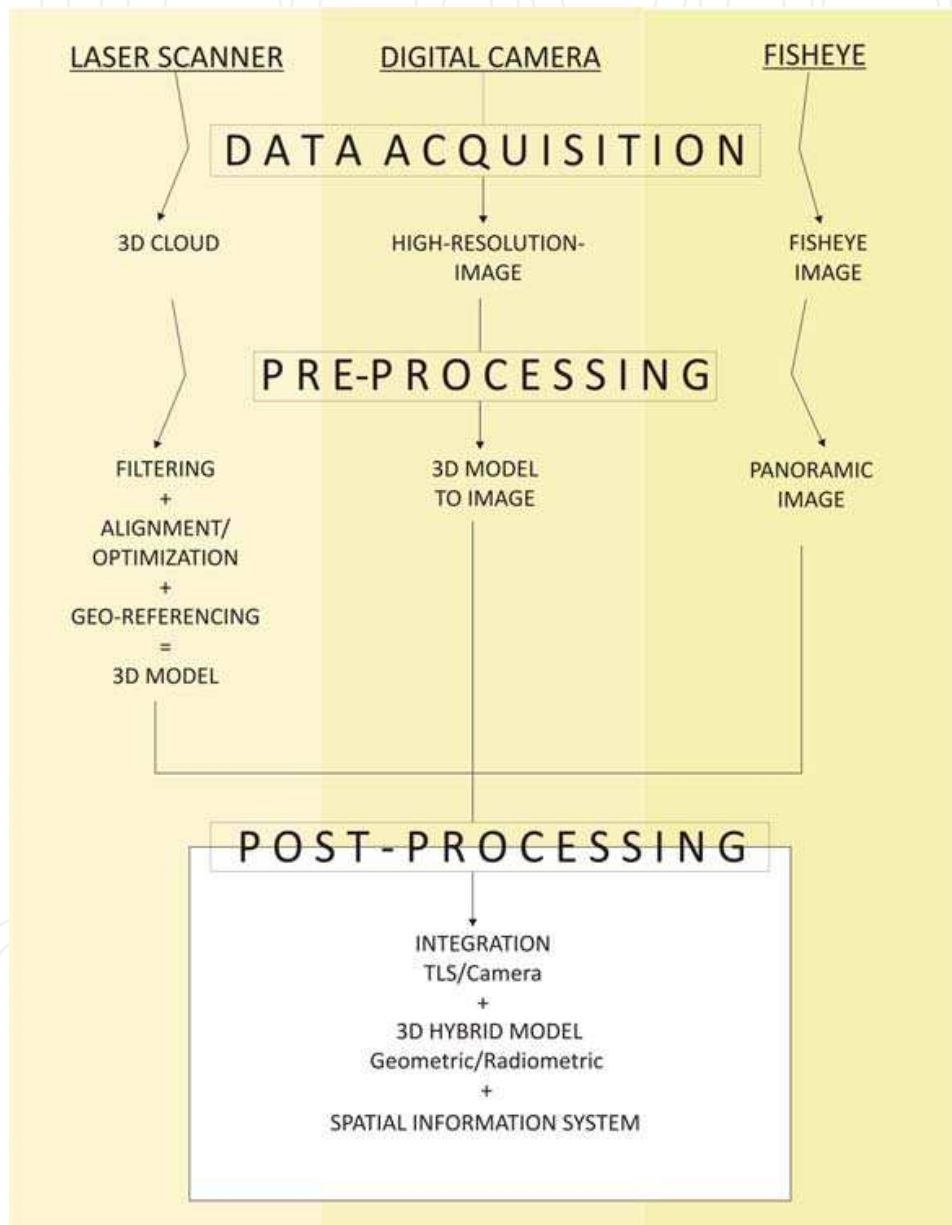 LASER SCANNER
DIGITAL CAMERA
FISHEYE
DATA ACQUISITION
3D CLOUD
HIGH-RESOLUTION-
IMAGE
FISHEYE
IMAGE
PRE-PROCESSING
FILTERING
+
ALIGNMENT/
OPTIMIZATION
+
GEO-REFERENCING
=
3D MODEL
3D MODEL
TO IMAGE
PANORAMIC
IMAGE
POST-PROCESSING
INTEGRATION
TLS/Camera
+
3D HYBRID MODEL
Geometric/Radiometric
+
SPATIAL INFORMATION SYSTEM